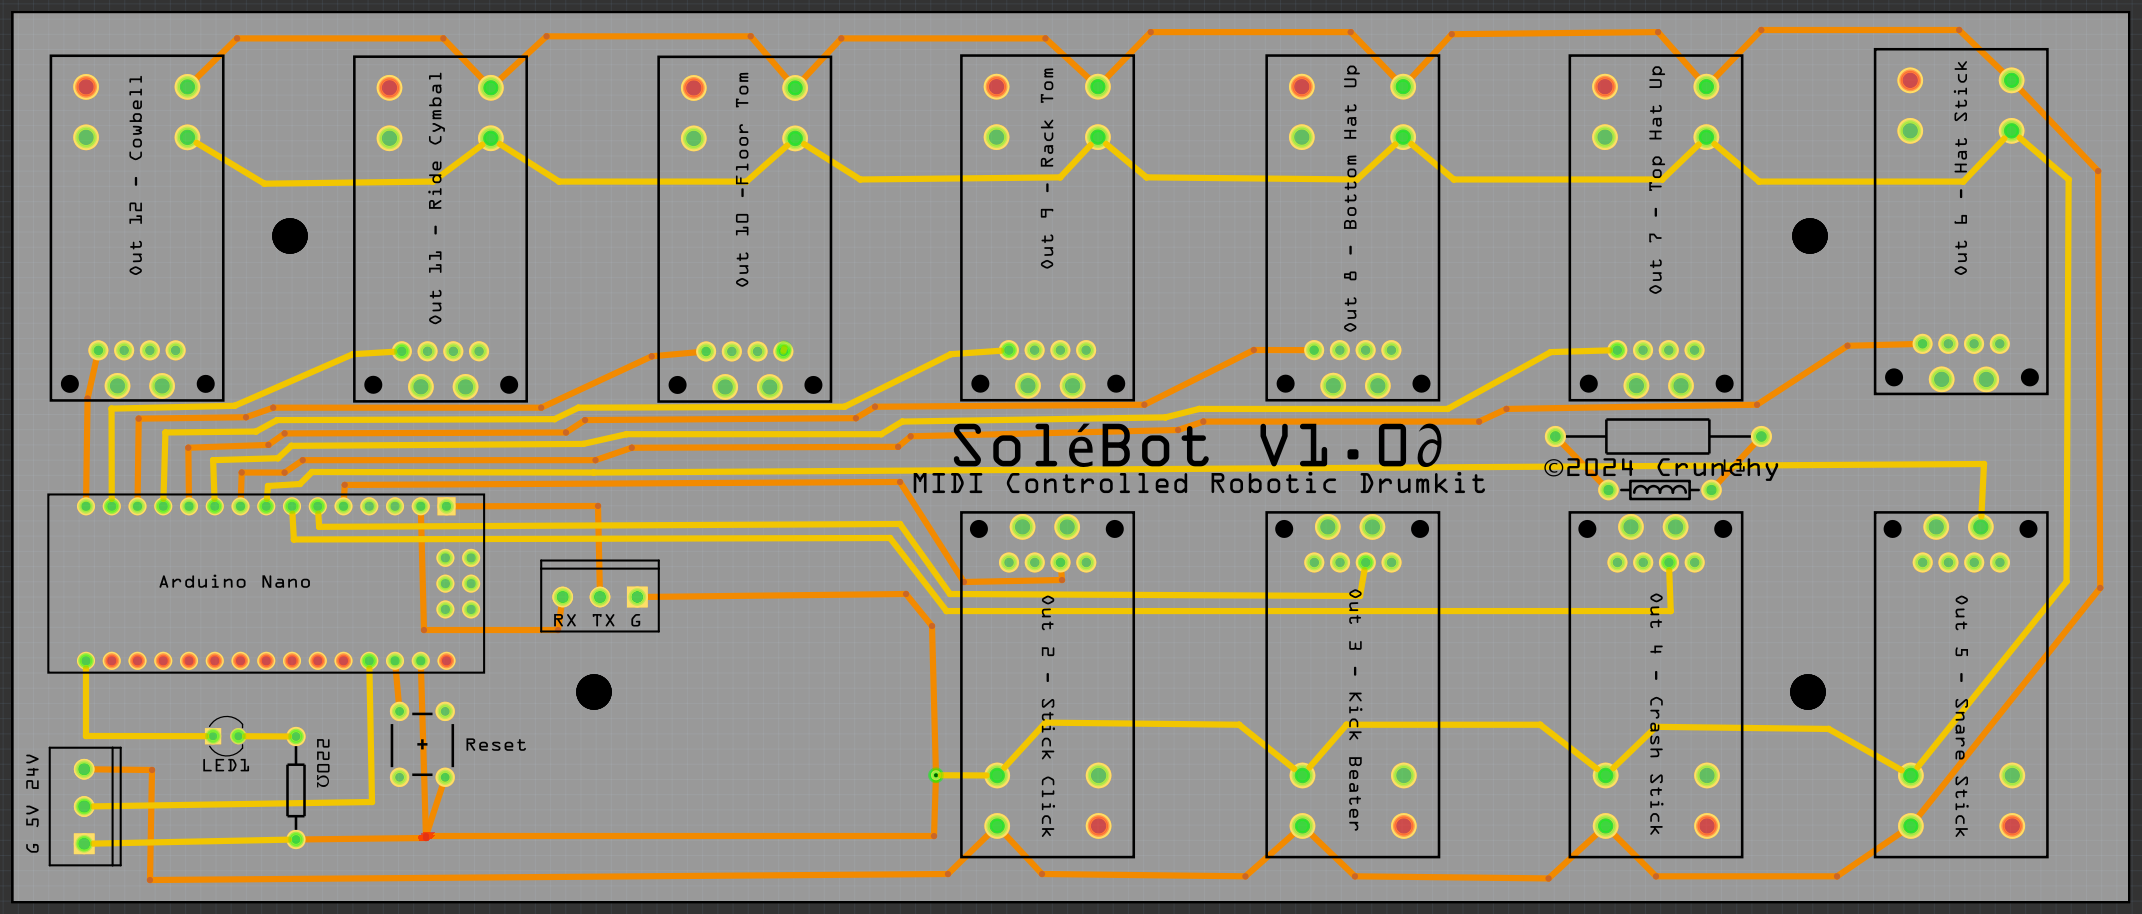 Out 12 - Cowbell
Out 11 - Ride Cymbal
Out 10 -Floor Tom
Out 9 - Rack Tom
Out 8 - Bottom Hat Up
Out 7 - Top Hat Up
Out 6 -Hat Stick
SoléBot V1.0∂
MIDI Controlled Robotic Drumkit
©2024 Crunchy
Arduino Nano
RX TX G
LED1
220Ω
Reset
G 5V 24V
Out 2 - Stick Click
Out 3 - Kick Beater
Out 4 - Crash Stick
Out 5 - Snare Stick